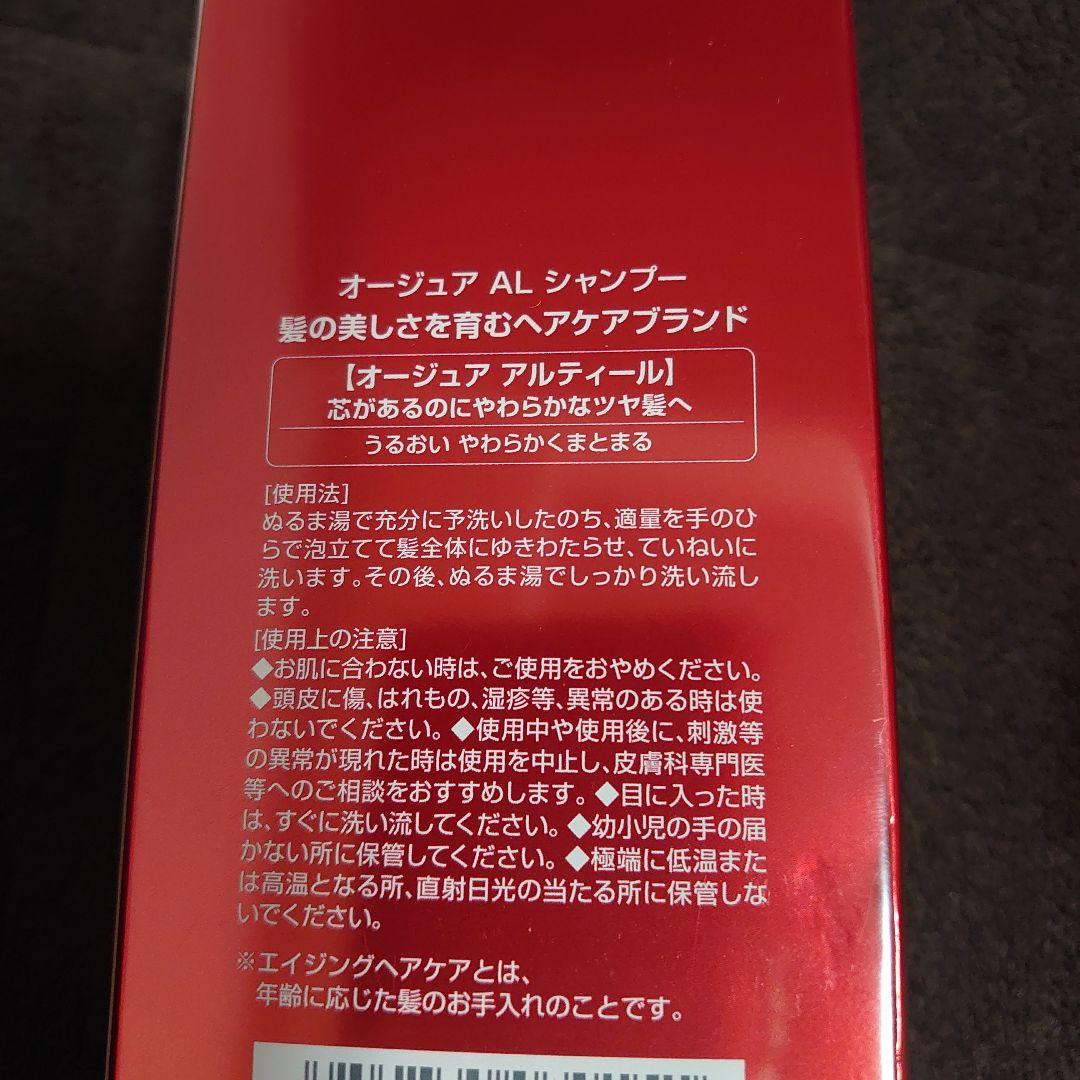 オージュア AL シャンプー
髪の美しさを育むヘアケアブランド
【オージュア アルティール】
芯があるのにやわらかなツヤ髪へ
うるおい やわらかくまとまる
[使用法]
ぬるま湯で充分に予洗いしたのち、適量を手のひ
らで泡立てて髪全体にゆきわたらせ、ていねいに
洗います。その後、ぬるま湯でしっかり洗い流し
ます。
[使用上の注意]
◆お肌に合わない時は、ご使用をおやめください。
◆頭皮に傷、はれもの、湿疹等、異常のある時は使
わないでください。◆使用中や使用後に、刺激等
の異常が現れた時は使用を中止し、皮膚科専門医
等へのご相談をおすすめします。◆目に入った時
は、すぐに洗い流してください。◆幼小児の手の届
かない所に保管してください。◆極端に低温また
は高温となる所、直射日光の当たる所に保管しな
いでください。
※エイジングヘアケアとは、
年齢に応じた髪のお手入れのことです。